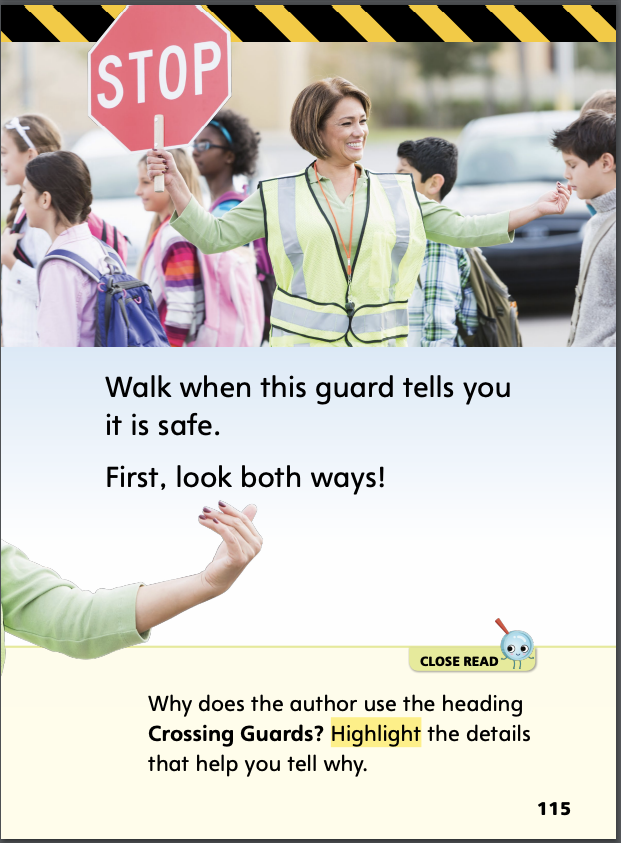 STOP
Walk when this guard tells you
it is safe.
First, look both ways!
CLOSE READ
Why does the author use the heading
Crossing Guards? Highlight the details
that help you tell why.
115